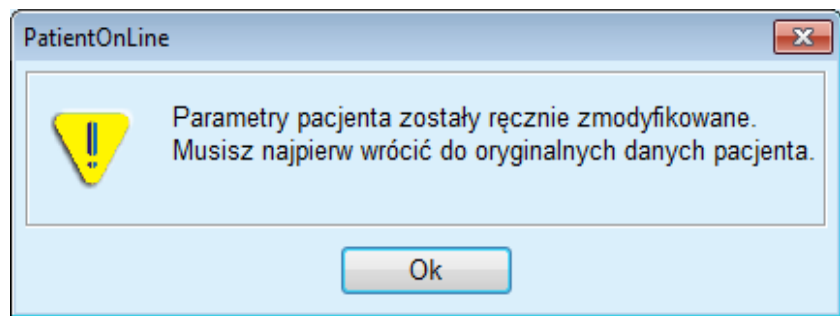 PatientOnLine
Parametry pacjenta zostały ręcznie zmodyfikowane.
Musisz najpierw wrócić do oryginalnych danych pacjenta.
Ok